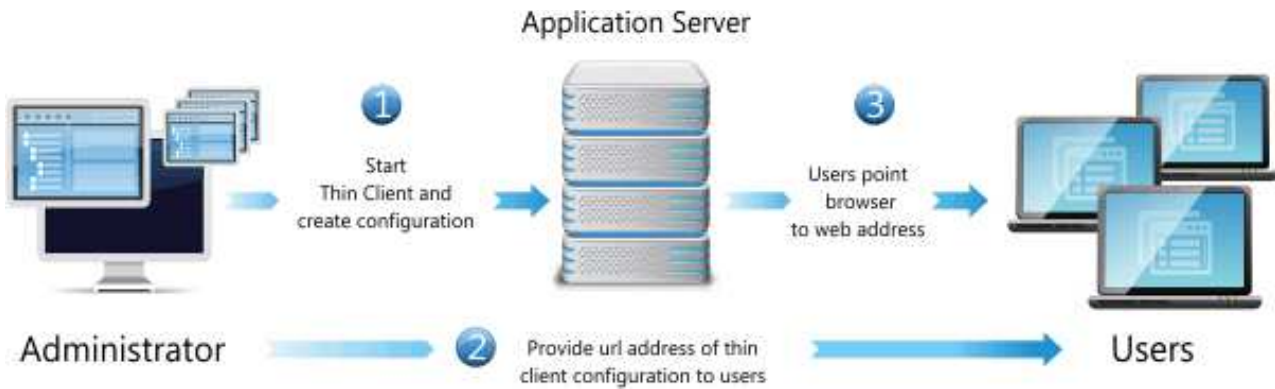 Application Server
1
Start
Thin Client and
create configuration
3
Users point
browser
to web address
Administrator
2
Provide url address of thin
client configuration to users
Users